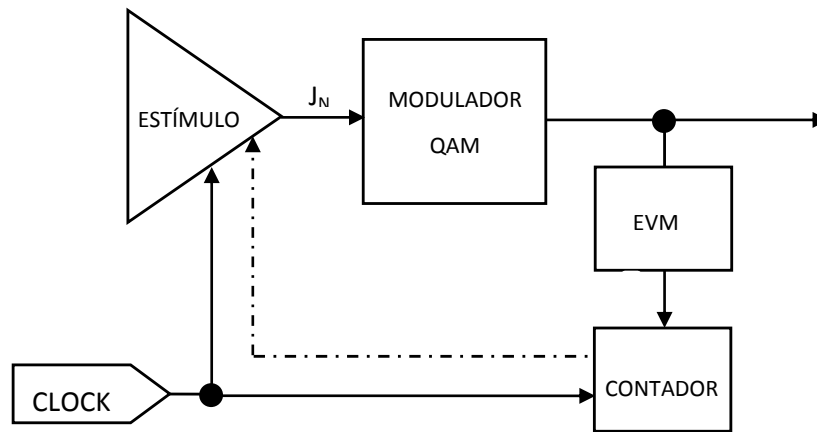 ESTÍMULO
J_N
MODULADOR
QAM
EVM
CLOCK
CONTADOR